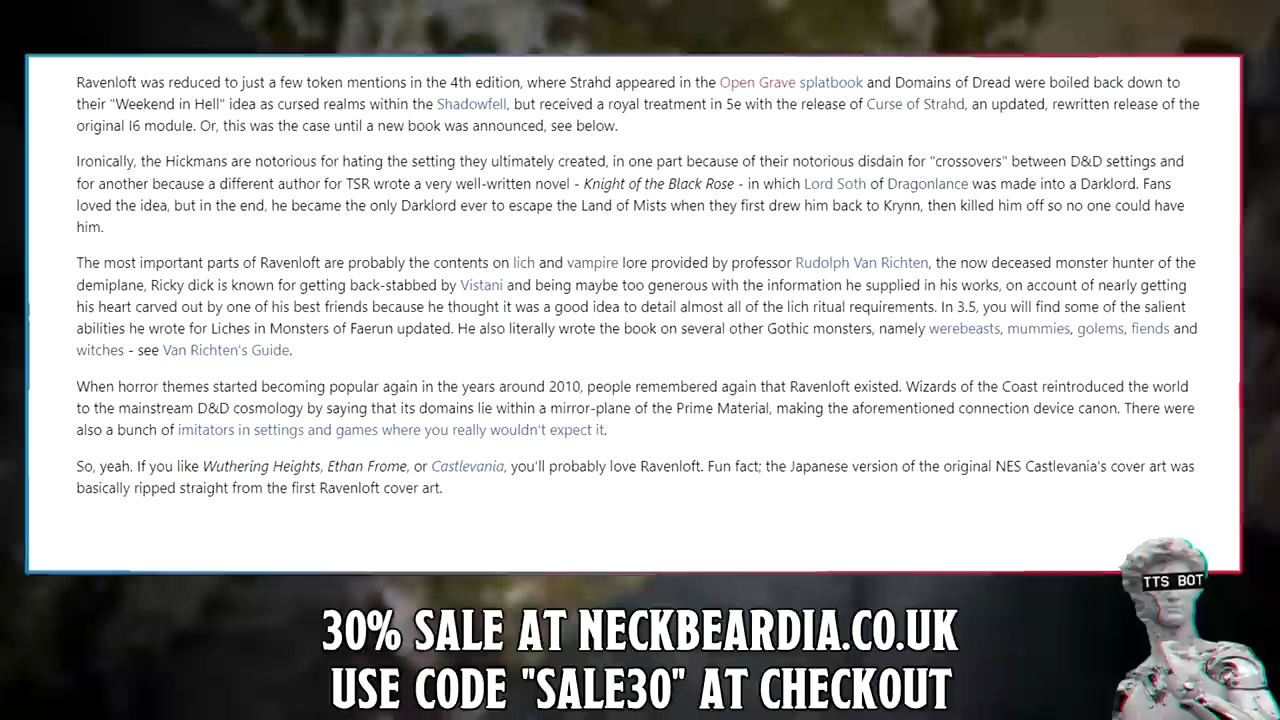 Ravenloft was reduced to just a few token mentions in the 4th edition, where Strahd appeared in the Open Grave splatbook and Domains of Dread were boiled back down to
their "Weekend in Hell" idea as cursed realms within the Shadowfell, but received a royal treatment in 5e with the release of Curse of Strahd, an updated, rewritten release of the
original I6 module. Or, this was the case until a new book was announced, see below.
Ironically, the Hickmans are notorious for hating the setting they ultimately created, in one part because of their notorious disdain for "crossovers" between D&D settings and
for another because a different author for TSR wrote a very well-written novel - Knight of the Black Rose - in which Lord Soth of Dragonlance was made into a Darklord. Fans
loved the idea, but in the end, he became the only Darklord ever to escape the Land of Mists when they first drew him back to Krynn, then killed him off so no one could have
him.
The most important parts of Ravenloft are probably the contents on lich and vampire lore provided by professor Rudolph Van Richten, the now deceased monster hunter of the
demiplane, Ricky dick is known for getting back-stabbed by Vistani and being maybe too generous with the information he supplied in his works, on account of nearly getting
his heart carved out by one of his best friends because he thought it was a good idea to detail almost all of the lich ritual requirements. In 3.5, you will find some of the salient
abilities he wrote for Liches in Monsters of Faerun updated. He also literally wrote the book on several other Gothic monsters, namely werebeasts, mummies, golems, fiends and
witches - see Van Richten's Guide.
When horror themes started becoming popular again in the years around 2010, people remembered again that Ravenloft existed. Wizards of the Coast reintroduced the world
to the mainstream D&D cosmology by saying that its domains lie within a mirror-plane of the Prime Material, making the aforementioned connection device canon. There were
also a bunch of imitators in settings and games where you really wouldn't expect it.
So, yeah. If you like Wuthering Heights, Ethan Frome, or Castlevania, you'll probably love Ravenloft. Fun fact; the Japanese version of the original NES Castlevania's cover art was
basically ripped straight from the first Ravenloft cover art.
TTS BOT
30% SALE AT NECKBEARDIA.CO.UK
USE CODE "SALE30" AT CHECKOUT